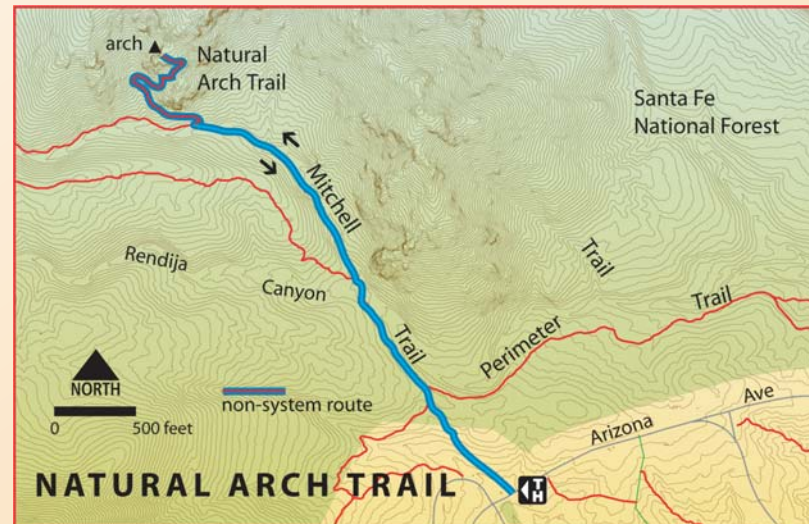 arch
Natural
Arch Trail
Santa Fe
National Forest
Mitchell
Trail
Rendija
Canyon
Trail
Perimeter
Trail
NORTH
0 500 feet
non-system route
Arizona
Ave
NATURAL ARCH TRAIL
TH